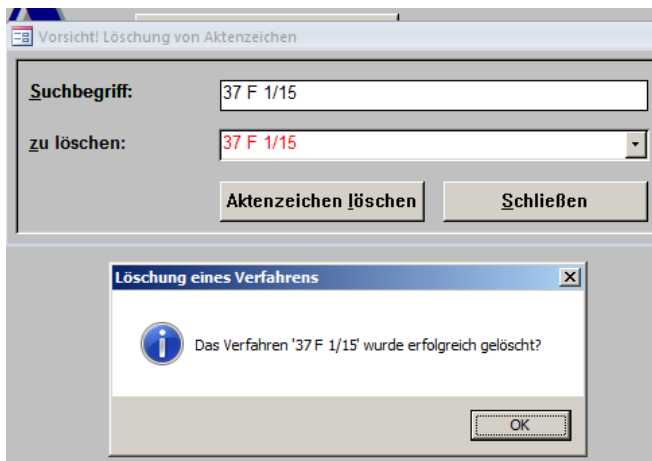 Vorsicht! Löschung von Aktenzeichen
Suchbegriff: 37 F 1/15
zu löschen: 37 F 1/15
Aktenzeichen löschen Schließen
Löschung eines Verfahrens
Das Verfahren '37 F 1/15' wurde erfolgreich gelöscht?
OK